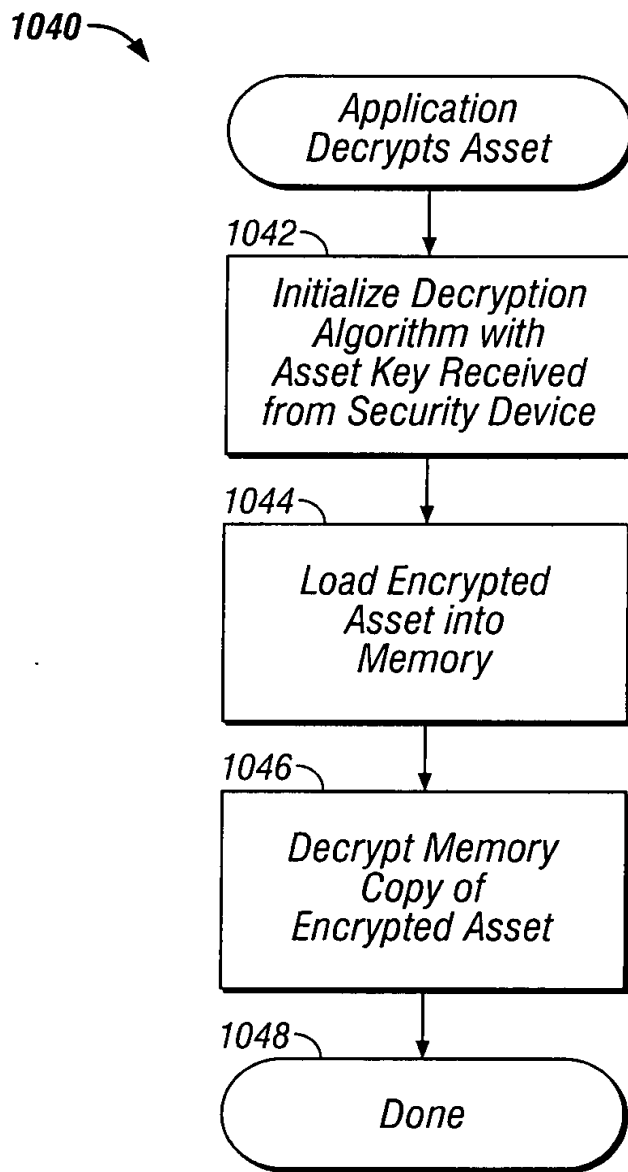 1040
Application
Decrypts Asset
1042
Initialize Decryption
Algorithm with
Asset Key Received
from Security Device
1044
Load Encrypted
Asset into
Memory
1046
Decrypt Memory
Copy of
Encrypted Asset
1048
Done